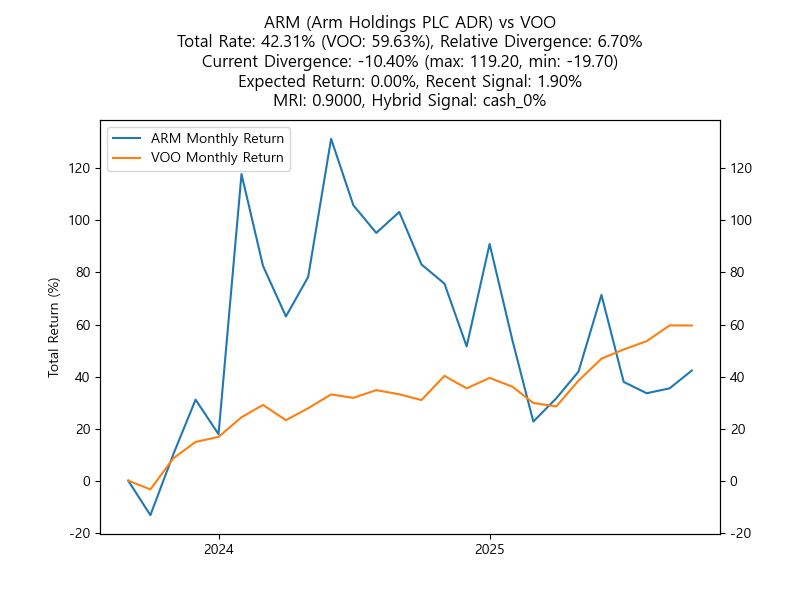 ARM (Arm Holdings PLC ADR) vs VOO
Total Rate: 42.31% (VOO: 59.63%), Relative Divergence: 6.70%
Current Divergence: -10.40% (max: 119.20, min: -19.70)
Expected Return: 0.00%, Recent Signal: 1.90%
MRI: 0.9000, Hybrid Signal: cash_0%
ARM Monthly Return
VOO Monthly Return
Total Return (%)
120
100
80
60
40
20
0
-20
120
100
80
60
40
20
0
-20
2024
2025